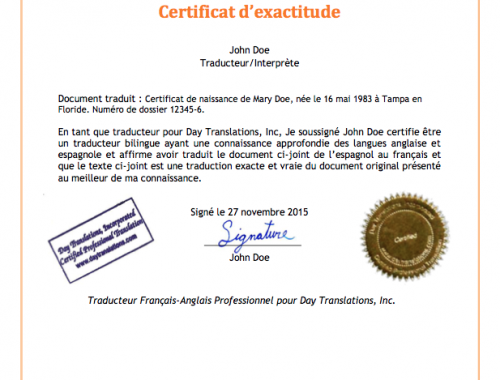 Certificat d’exactitude
John Doe
Traducteur/Interprète
Document traduit : Certificat de naissance de Mary Doe, née le 16 mai 1983 à Tampa en
Floride. Numéro de dossier 12345-6.
En tant que traducteur pour Day Translations, Inc, Je soussigné John Doe certifie être
un traducteur bilingue ayant une connaissance approfondie des langues anglaise et
espagnole et affirme avoir traduit le document ci-joint de l’espagnol au français et
que le texte ci-joint est une traduction exacte et vraie du document original présenté
au meilleur de ma connaissance.
Signé le 27 novembre 2015
Day Translations, Incorporated
Certified Professional Translation
www.daytranslations.com
Signature
Certified
John Doe
Traducteur Français-Anglais Professionnel pour Day Translations, Inc.